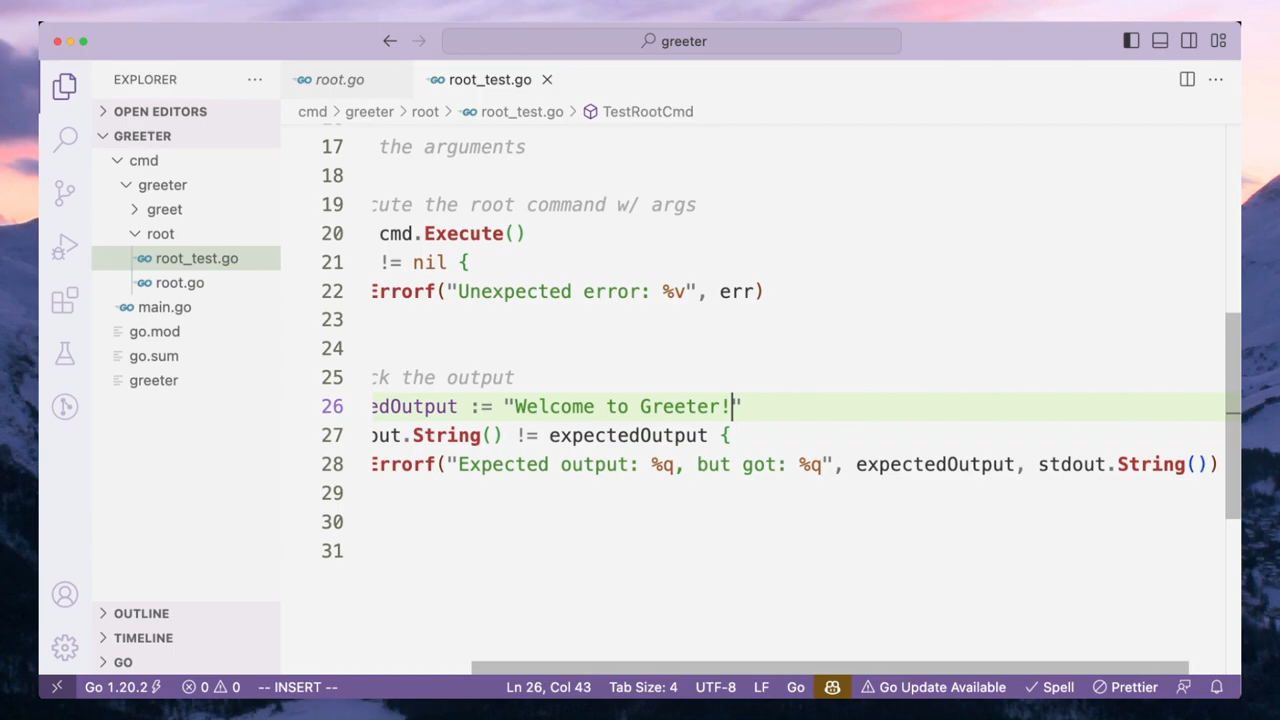 greeter
EXPLORER
root.go
root_test.go
OPEN EDITORS
GREETER
cmd
greeter
greet
root
root_test.go
root.go
main.go
go.mod
go.sum
greeter
OUTLINE
TIMELINE
GO
cmd > greeter > root > root_test.go > TestRootCmd
17 the arguments
18
19 cute the root command w/ args
20 cmd.Execute()
21 != nil {
22 Errorf("Unexpected error: %v", err)
23
24
25 ck the output
26 edOutput := "Welcome to Greeter!"
27 out.String() != expectedOutput {
28 Errorf("Expected output: %q, but got: %q", expectedOutput, stdout.String())
29
30
31
Go 1.20.2 0 0 -- INSERT -- Ln 26, Col 43 Tab Size: 4 UTF-8 LF Go Go Update Available Spell Prettier